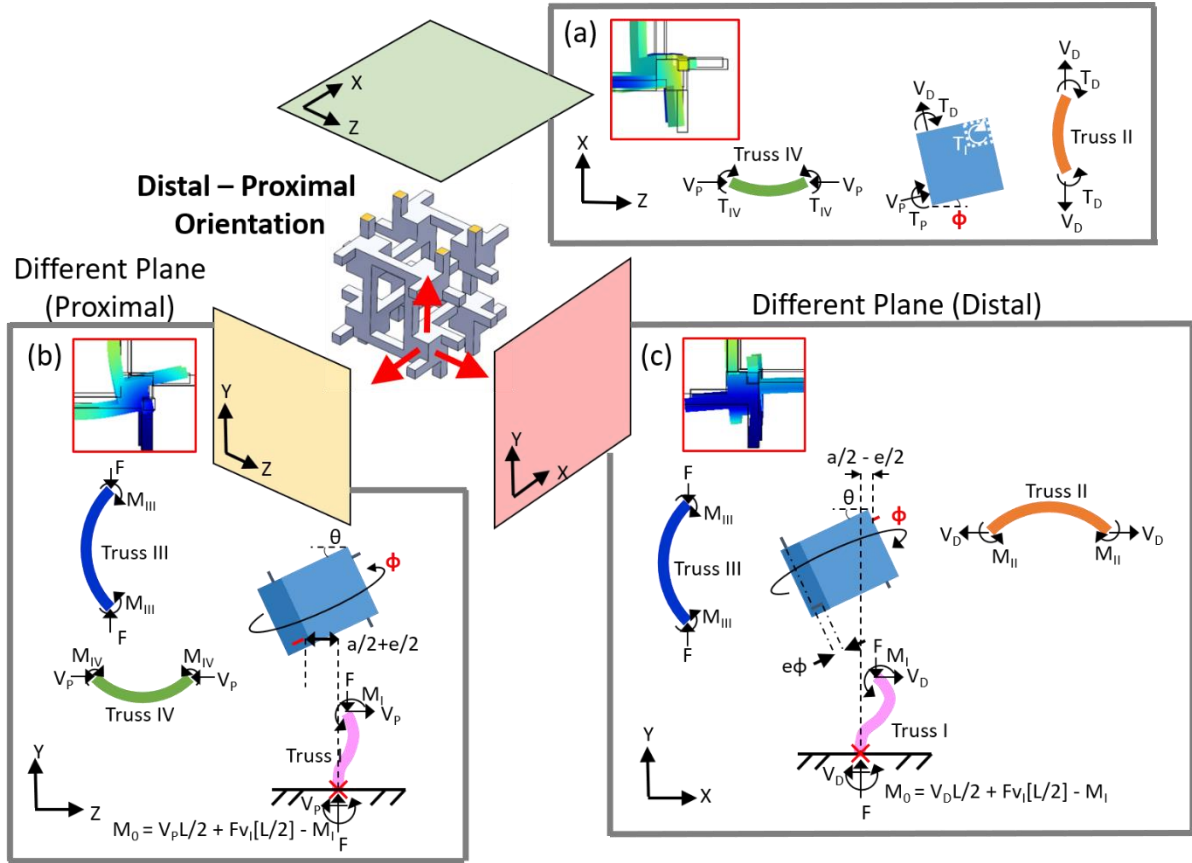 (a)
X
Z
V_D
T_D
V_D
T_D
Truss II
T_I
Truss IV
V_P
V_P
T_IV
T_IV
V_P
T_P
ϕ
T_D
V_D
X
Z
Distal – Proximal
Orientation
Different Plane
(Proximal)
(b)
Y
Z
F
M_III
Truss III
M_III
F
θ
ϕ
a/2+e/2
M_IV
M_IV
V_P
V_P
Truss IV
F
M_I
V_P
Truss I
Y
Z
V_P
F
M_0 = V_PL/2 + Fv_I[L/2] - M_I
Different Plane (Distal)
(c)
Y
X
a/2 - e/2
F
M_III
Truss III
M_III
F
θ
ϕ
Truss II
V_D
V_D
M_II
M_II
eϕ
F
M_I
V_D
Truss I
Y
X
V_D
F
M_0 = V_DL/2 + Fv_I[L/2] - M_I